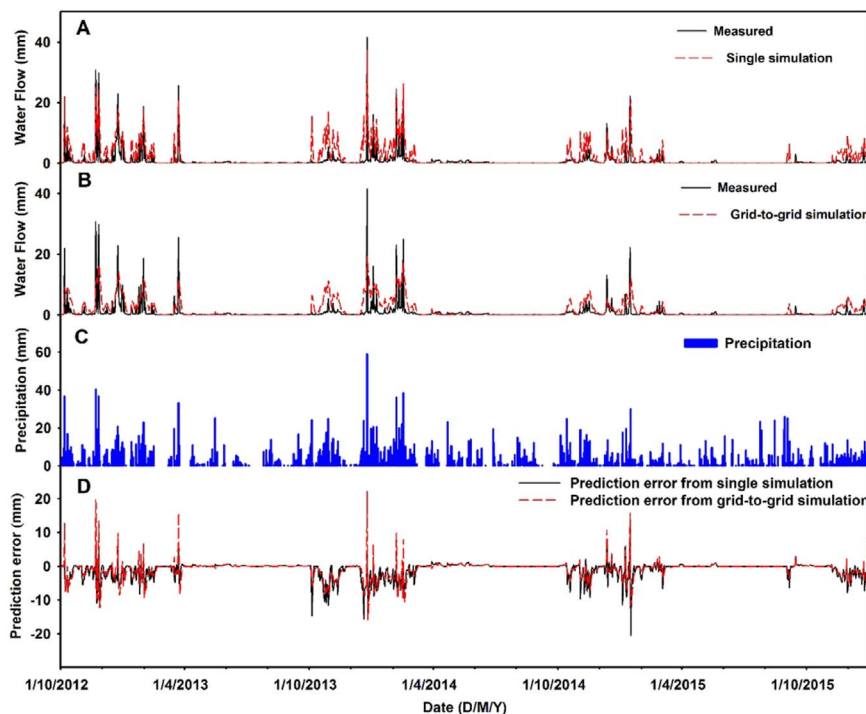 A
Measured
Single simulation
Water Flow (mm)
40
20
0
B
Measured
Grid-to-grid simulation
Water Flow (mm)
40
20
0
C
Precipitation
Precipitation (mm)
60
40
20
0
D
Prediction error from single simulation
Prediction error from grid-to-grid simulation
Prediction error (mm)
20
10
0
-10
-20
1/10/2012 1/4/2013 1/10/2013 1/4/2014 1/10/2014 1/4/2015 1/10/2015
Date (D/M/Y)